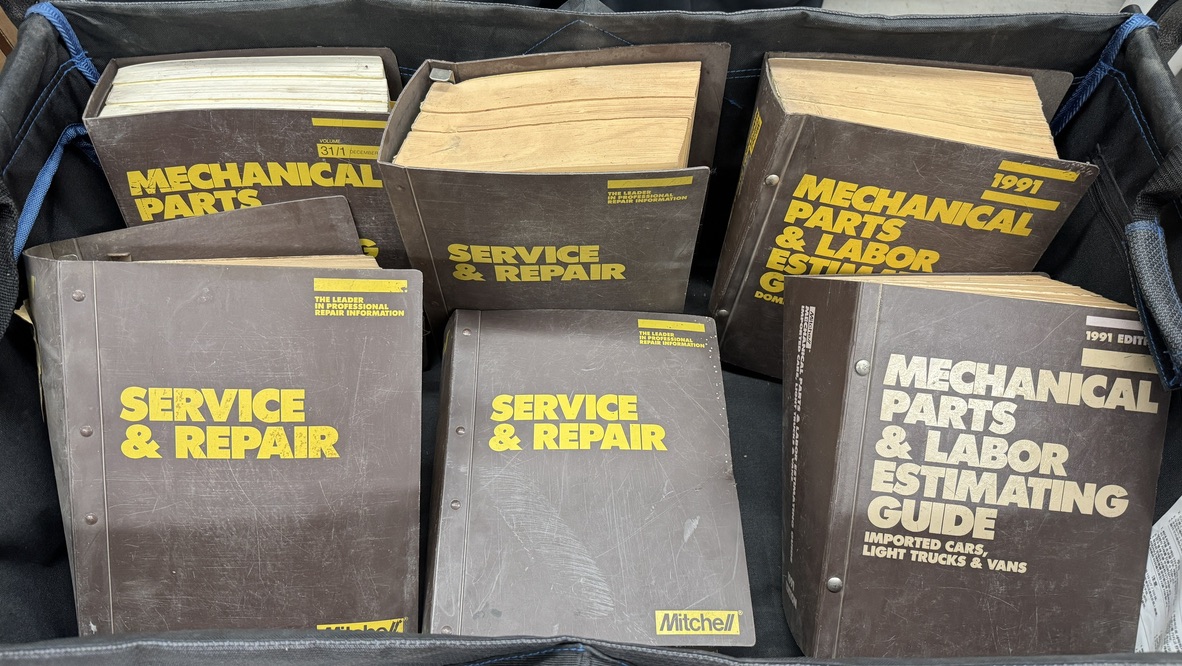 VOLUME
31/1 DECEMBER
MECHANICAL
PARTS
THE LEADER
IN PROFESSIONAL
REPAIR INFORMATION
SERVICE
& REPAIR
1991
MECHANICAL
PARTS
& LABOR
THE LEADER
IN PROFESSIONAL
REPAIR INFORMATION
SERVICE
& REPAIR
Mitchell
THE LEADER
IN PROFESSIONAL
REPAIR INFORMATION
SERVICE
& REPAIR
Mitchell
1991
MECHANICAL
PARTS
& LABOR
ESTIMATING
GUIDE
IMPORTED CARS,
LIGHT TRUCKS & VANS